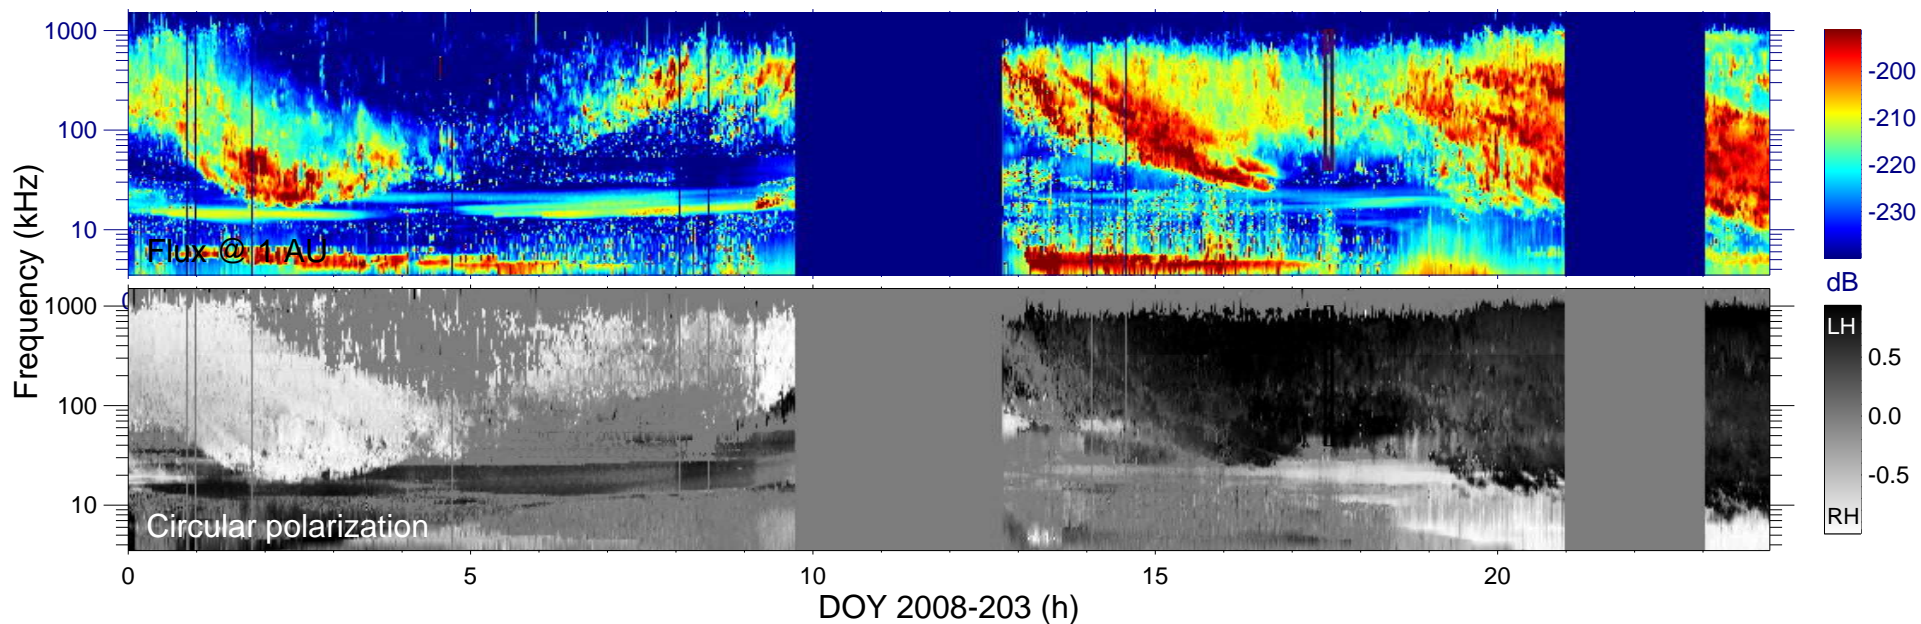 1000
100
10
Flux @ 1 AU
-200
-210
-220
-230
dB
0
Frequency (kHz)
1000
100
10
Circular polarization
LH
0.5
0.0
-0.5
RH
0
5
10
15
20
DOY 2008-203 (h)